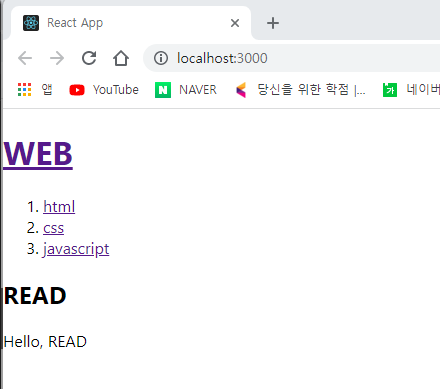 React App
localhost:3000
앱 YouTube NAVER 당신을 위한 학점 |... 네이버
WEB
1. html
2. css
3. javascript
READ
Hello, READ